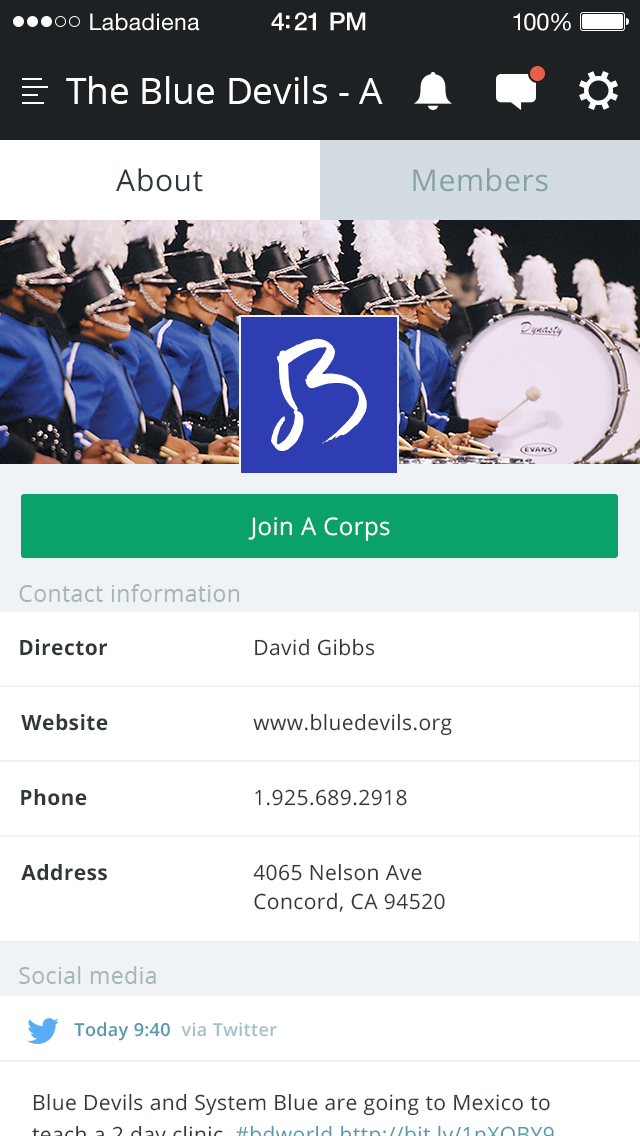 Labadiena 4:21 PM 100%
The Blue Devils - A
About Members
Dynasty
EVANS
B
Join A Corps
Contact information
Director David Gibbs
Website www.bluedevils.org
Phone 1.925.689.2918
Address 4065 Nelson Ave
Concord, CA 94520
Social media
Today 9:40 via Twitter
Blue Devils and System Blue are going to Mexico to
teach a 2 day clinic. #bdworld http://bit.ly/1nXOBY9